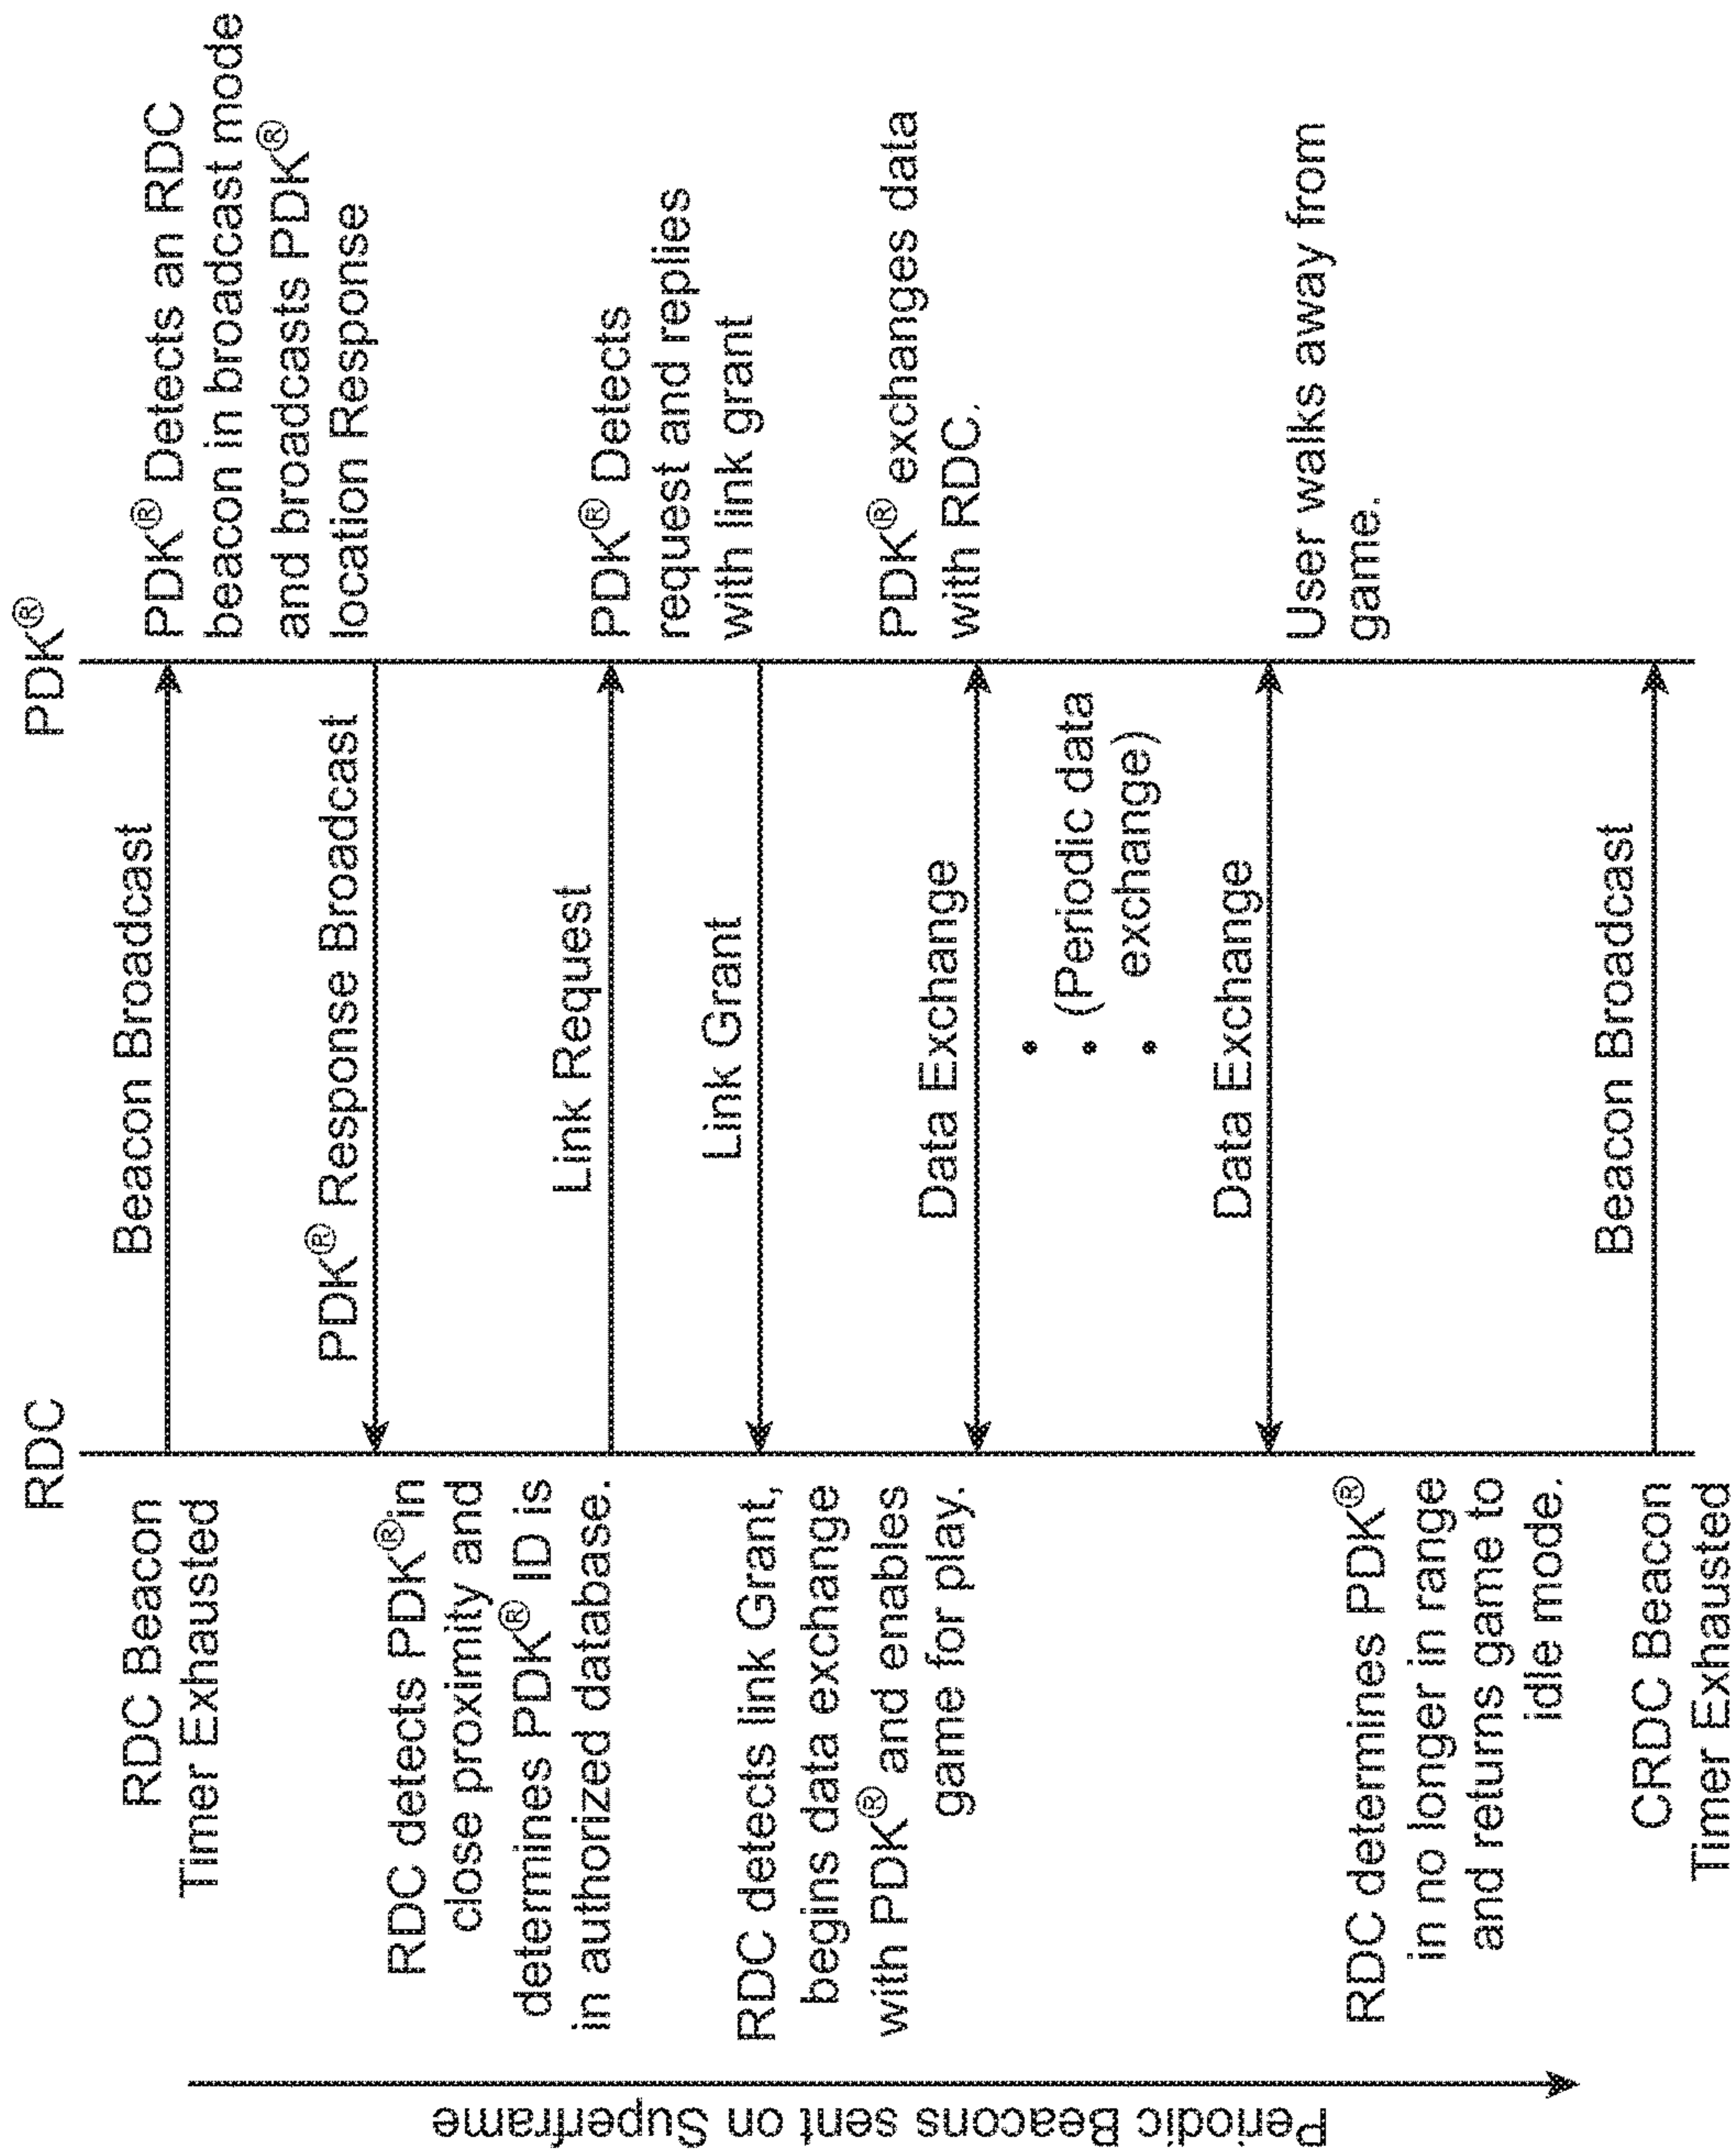 RDC
PDK®
RDC Beacon
Timer Exhausted
Beacon Broadcast
PDK® Detects an RDC
beacon in broadcast mode
and broadcasts PDK®
location Response
PDK® Response Broadcast
RDC detects PDK® in
close proximity and
determines PDK® ID is
in authorized database.
Link Request
PDK® Detects
request and replies
with link grant
Link Grant
RDC detects link Grant,
begins data exchange
with PDK® and enables
game for play.
Data Exchange
PDK® exchanges data
with RDC.
(Periodic data
exchange)
Data Exchange
User walks away from
game.
RDC determines PDK®
in no longer in range
and returns game to
idle mode.
CRDC Beacon
Timer Exhausted
Beacon Broadcast
Periodic Beacons sent on Superframe